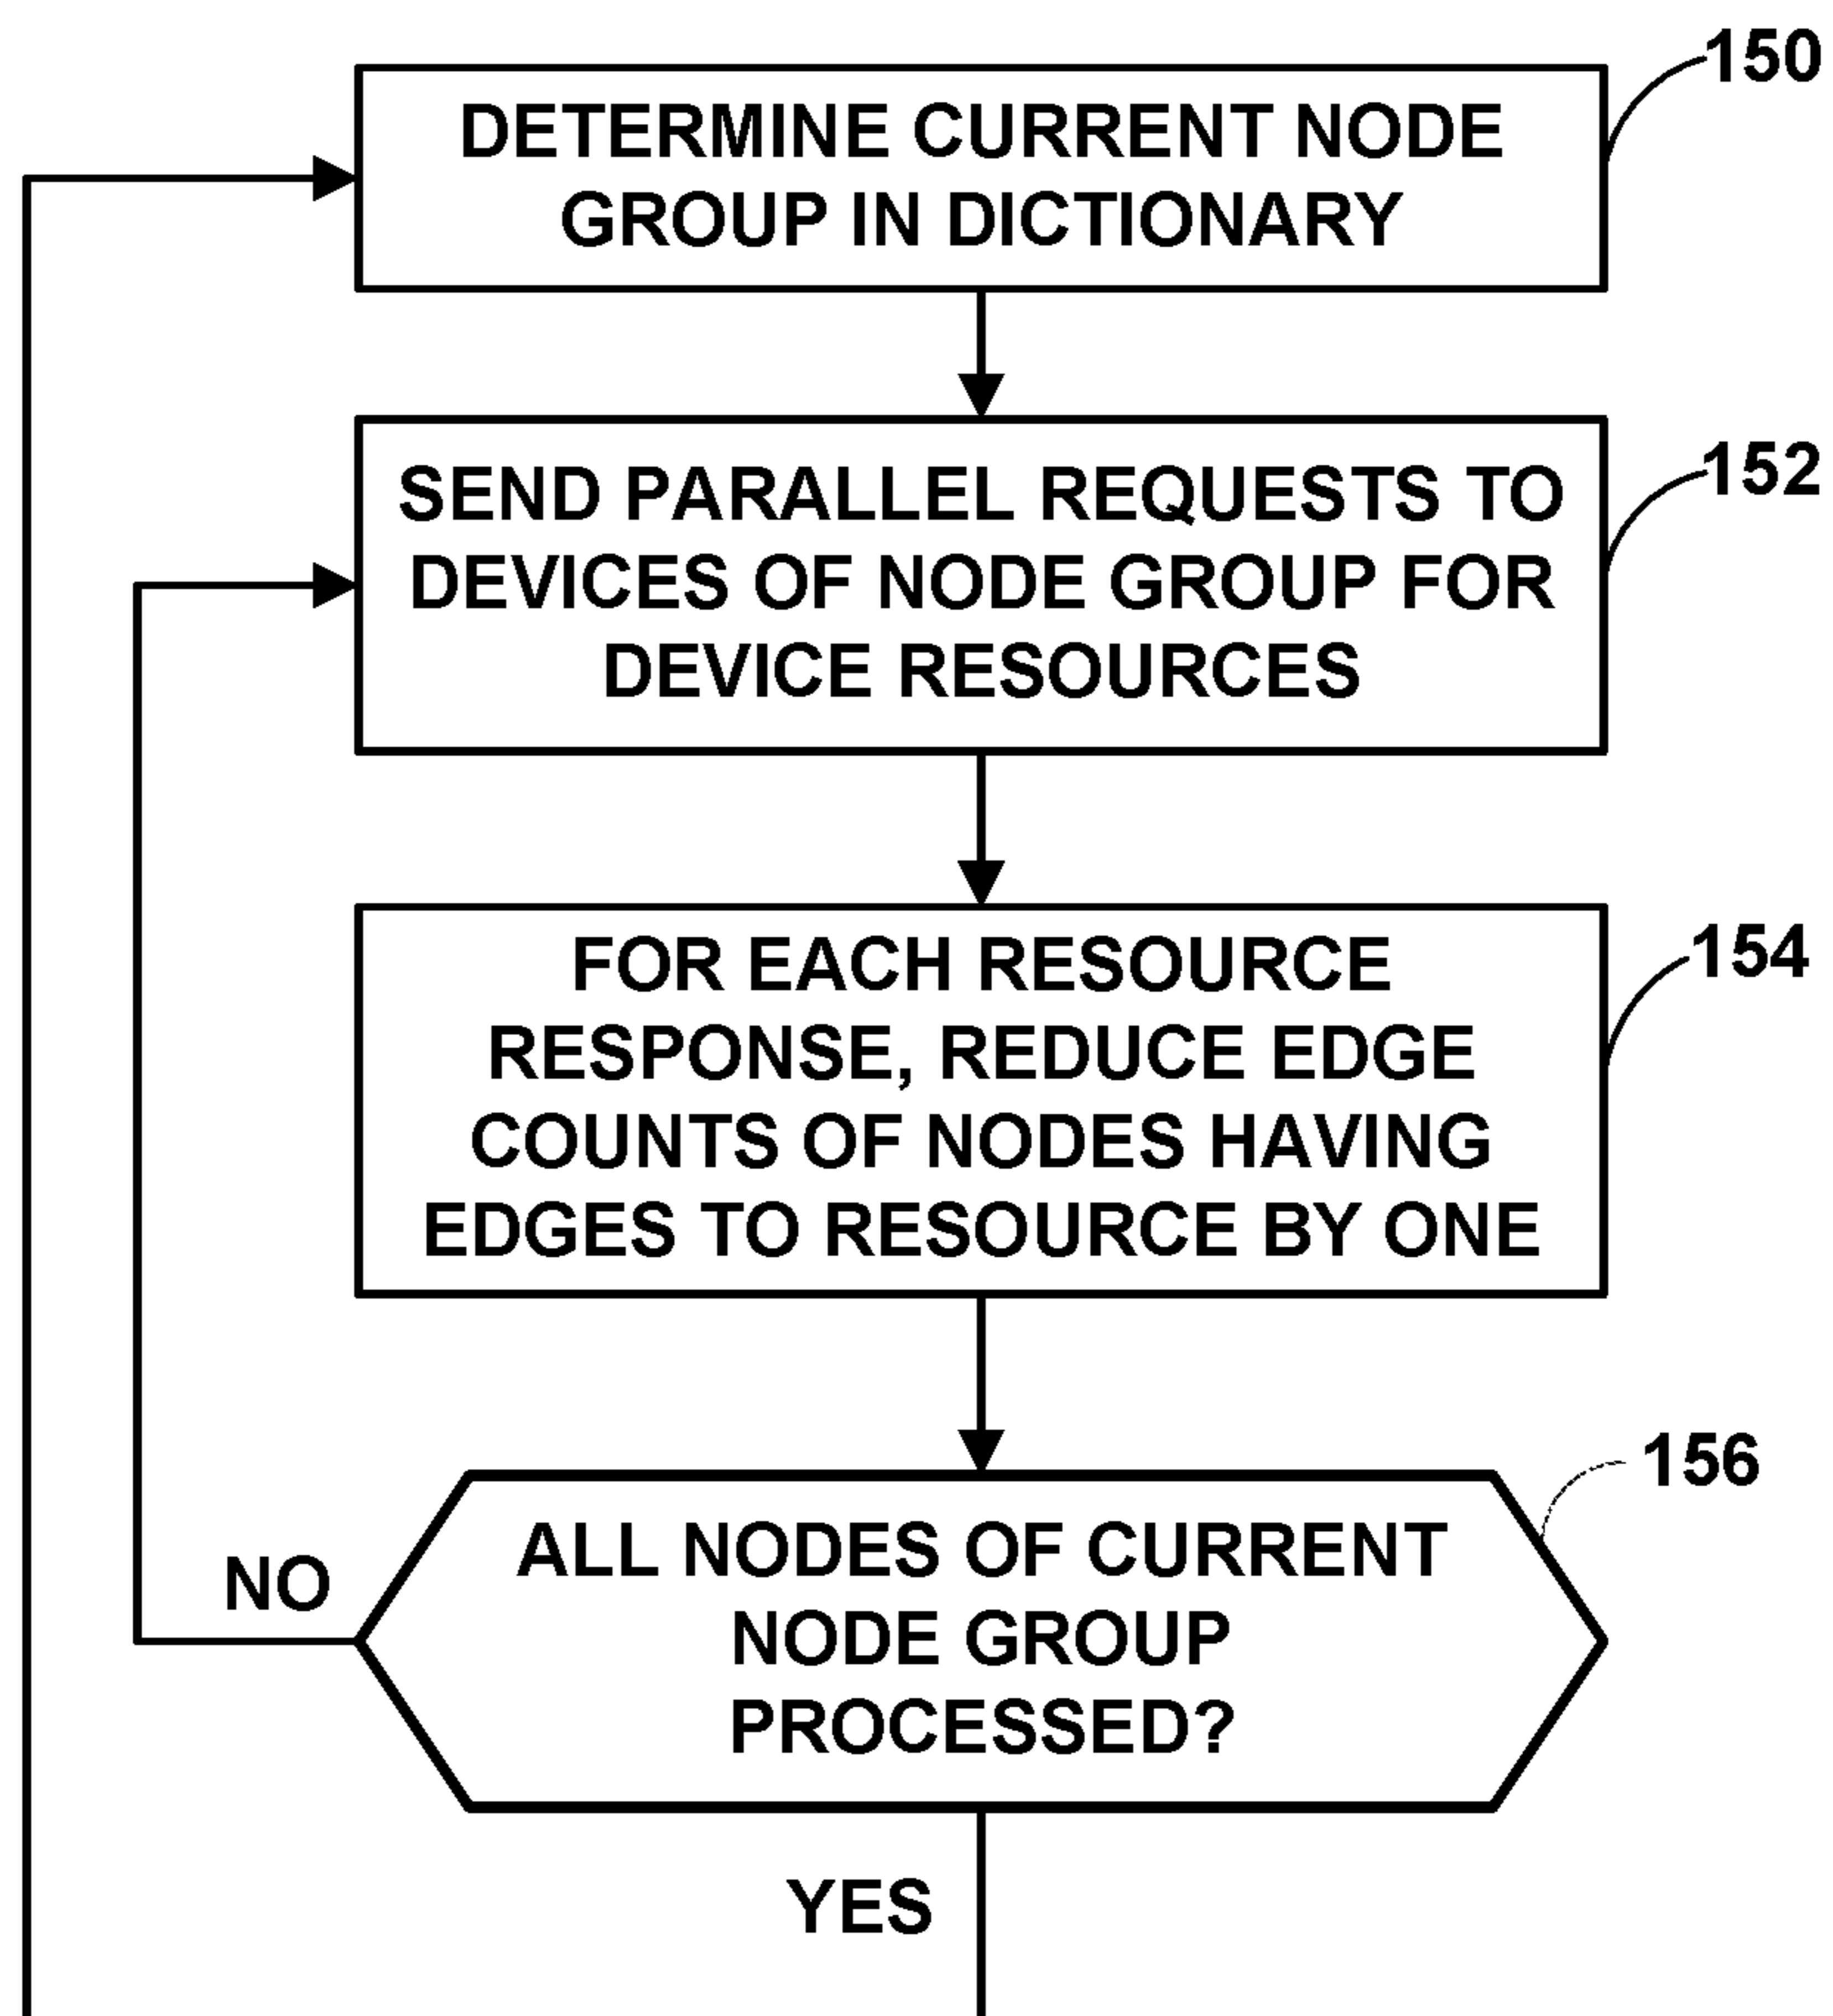 150
DETERMINE CURRENT NODE
GROUP IN DICTIONARY
152
SEND PARALLEL REQUESTS TO
DEVICES OF NODE GROUP FOR
DEVICE RESOURCES
154
FOR EACH RESOURCE
RESPONSE, REDUCE EDGE
COUNTS OF NODES HAVING
EDGES TO RESOURCE BY ONE
156
ALL NODES OF CURRENT
NODE GROUP
PROCESSED?
NO
YES